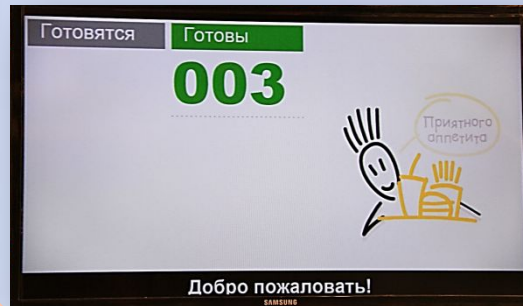 Готовятся
Готовы
003
Приятного
аппетита
Добро пожаловать!
SAMSUNG